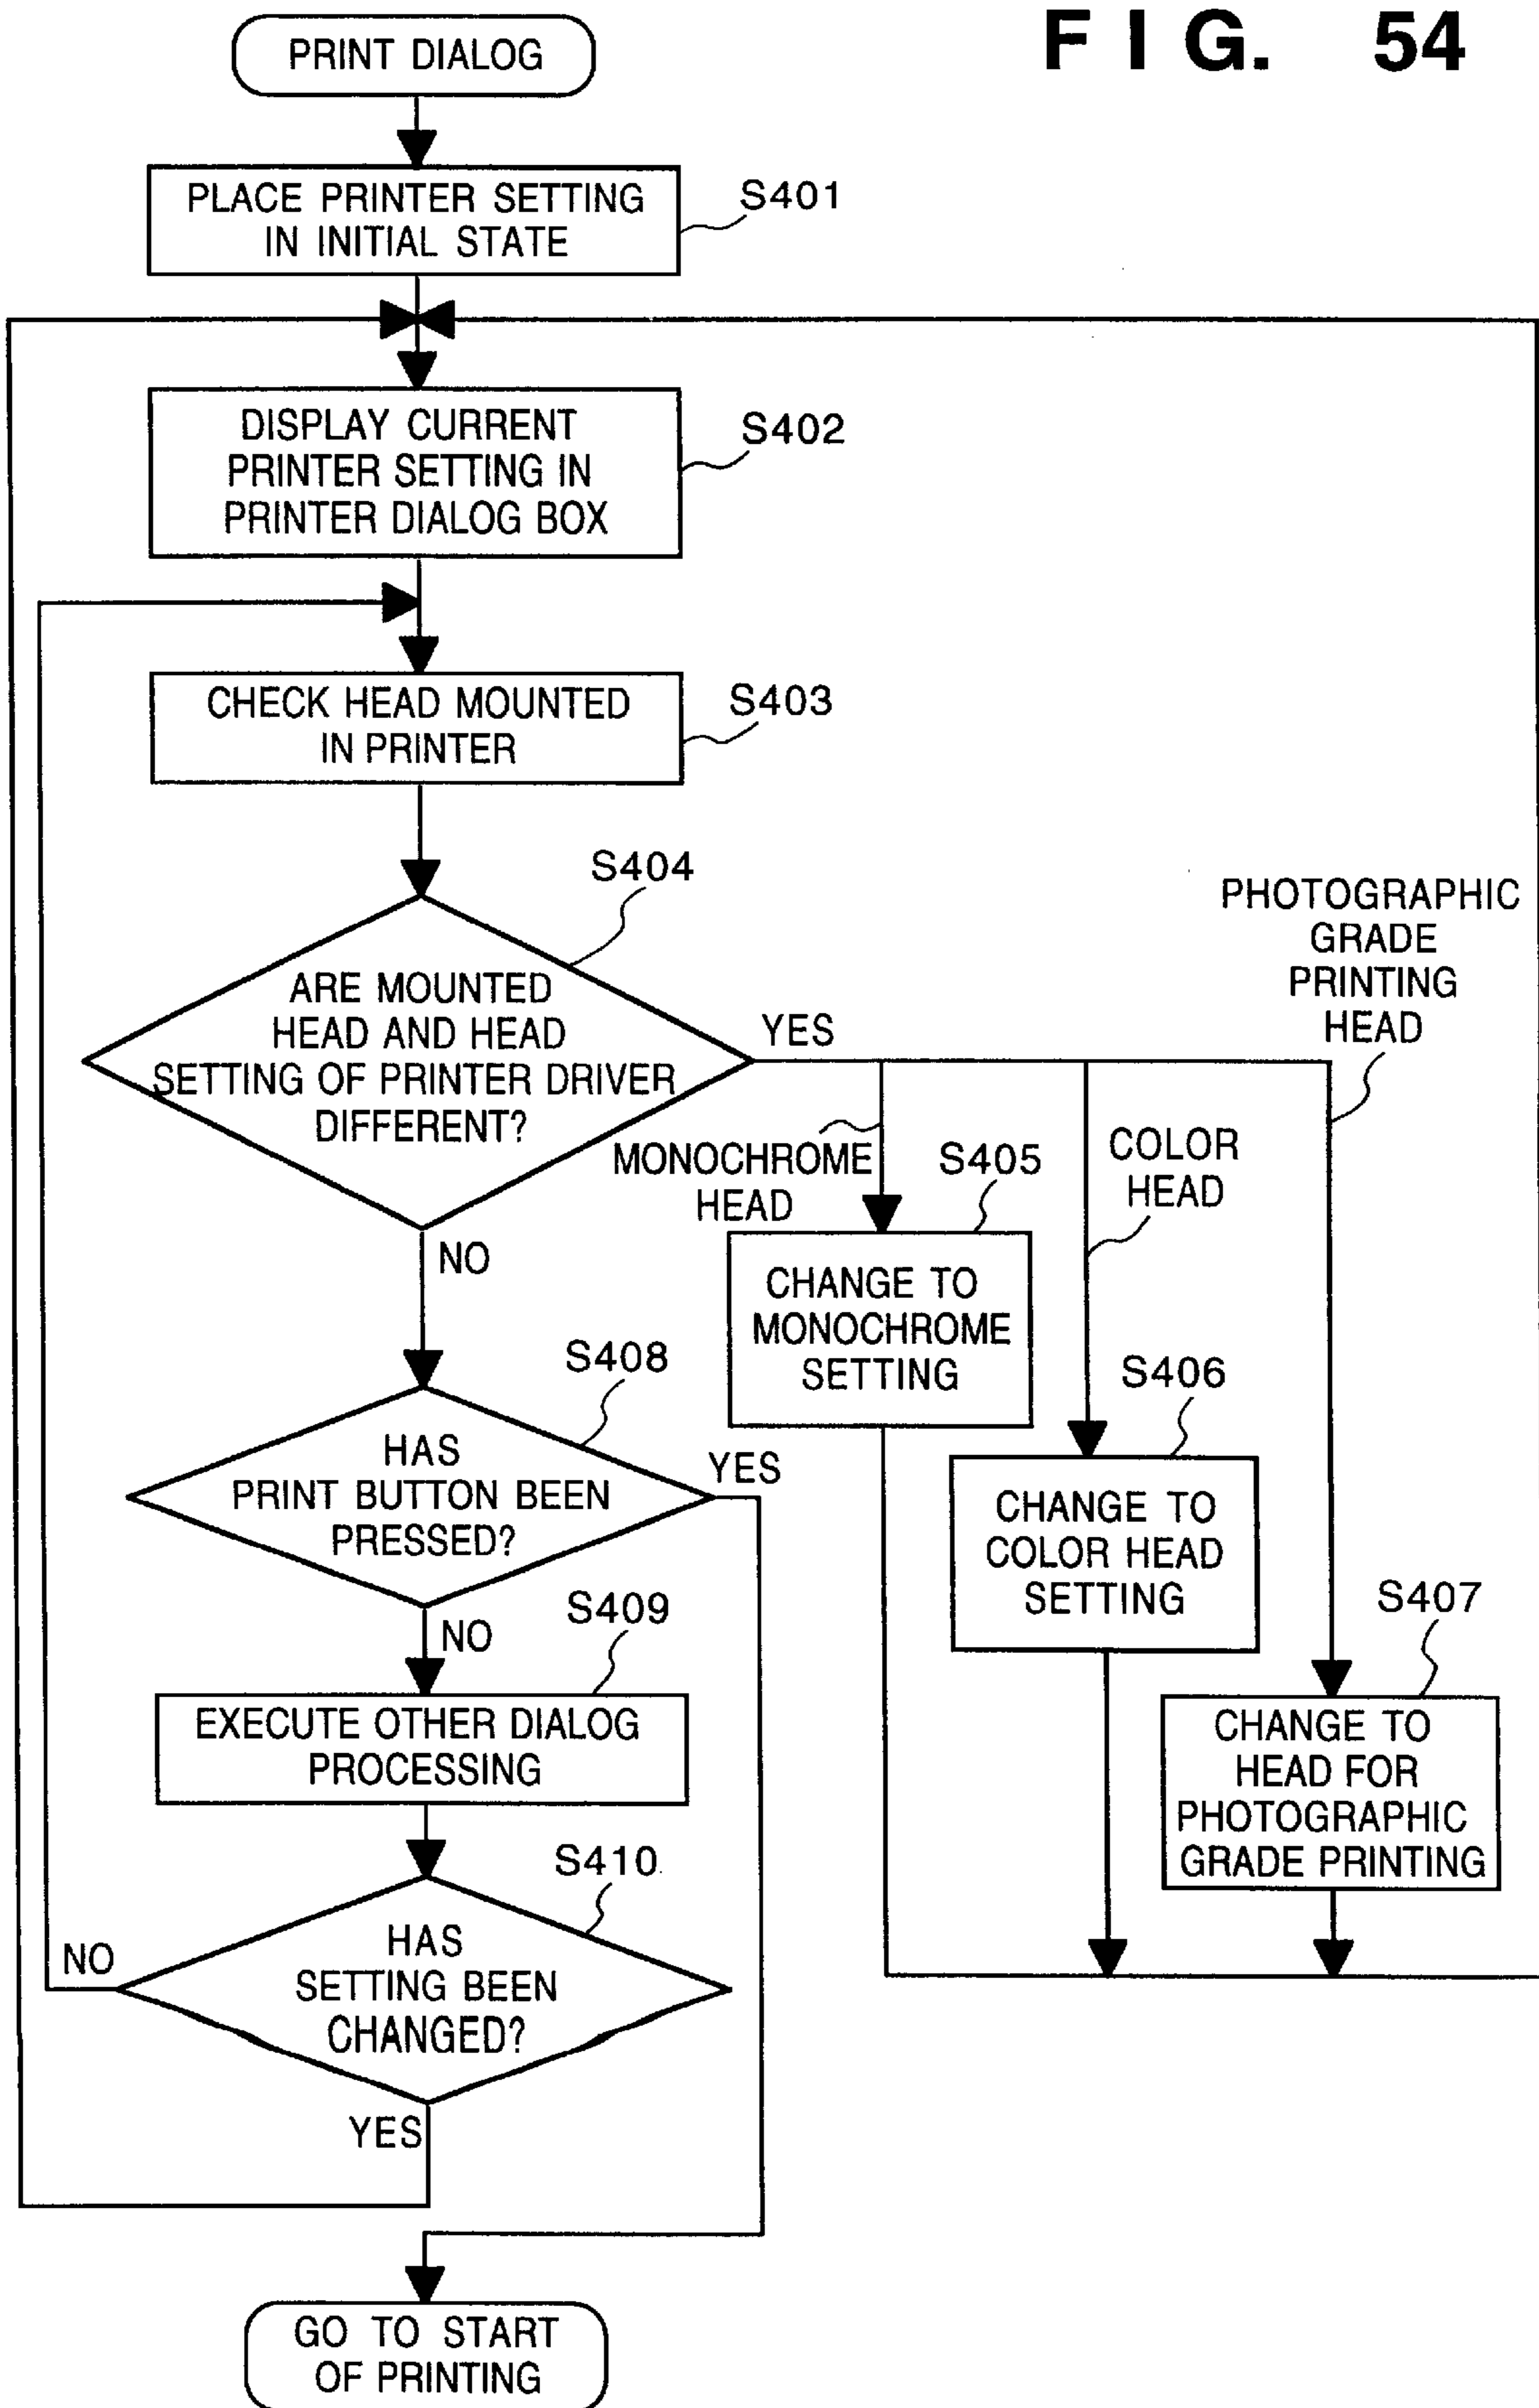 F I G. 54
PRINT DIALOG
PLACE PRINTER SETTING
IN INITIAL STATE
S401
DISPLAY CURRENT
PRINTER SETTING IN
PRINTER DIALOG BOX
S402
CHECK HEAD MOUNTED
IN PRINTER
S403
S404
ARE MOUNTED
HEAD AND HEAD
SETTING OF PRINTER DRIVER
DIFFERENT?
YES
NO
MONOCHROME
HEAD
S405
CHANGE TO
MONOCHROME
SETTING
COLOR
HEAD
S406
CHANGE TO
COLOR HEAD
SETTING
PHOTOGRAPHIC
GRADE
PRINTING
HEAD
S407
CHANGE TO
HEAD FOR
PHOTOGRAPHIC
GRADE PRINTING
S408
HAS
PRINT BUTTON BEEN
PRESSED?
YES
NO
S409
EXECUTE OTHER DIALOG
PROCESSING
S410
HAS
SETTING BEEN
CHANGED?
NO
YES
GO TO START
OF PRINTING